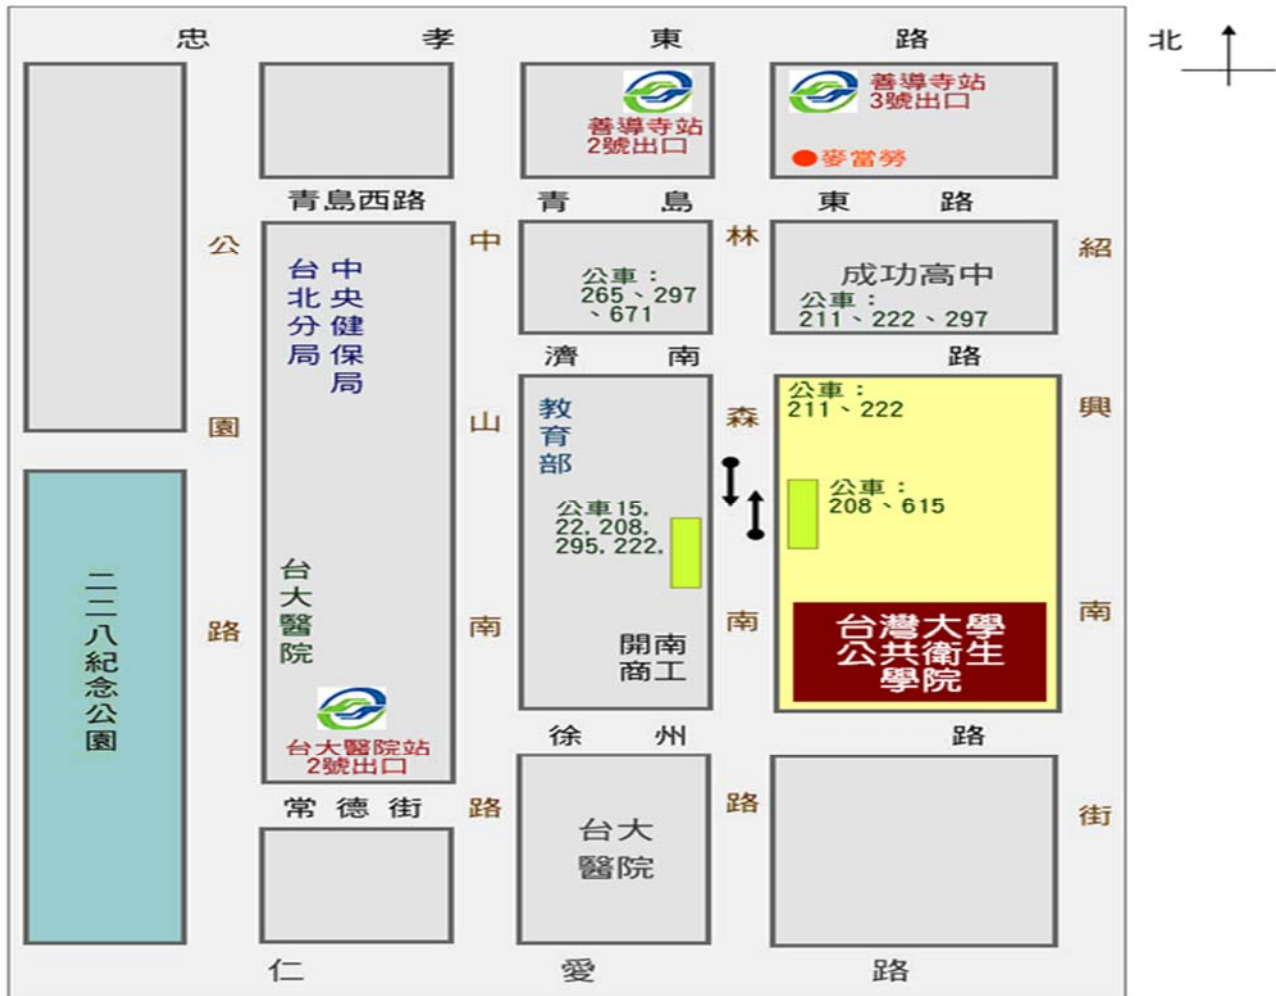 忠孝東路
北
善導寺站
2號出口
善導寺站
3號出口
麥當勞
青島西路
青島東路
公園路
中山南路
林森南路
紹興南街
中央健保局
台北分局
公車：
265、297
、671
成功高中
公車：
211、222、297
濟南路
教育部
公車15,
22, 208,
295, 222,
開南
商工
公車：
211、222
公車：
208、615
台灣大學
公共衛生
學院
二二八紀念公園
台大醫院
台大醫院站
2號出口
徐州路
常德街
台大
醫院
仁愛路